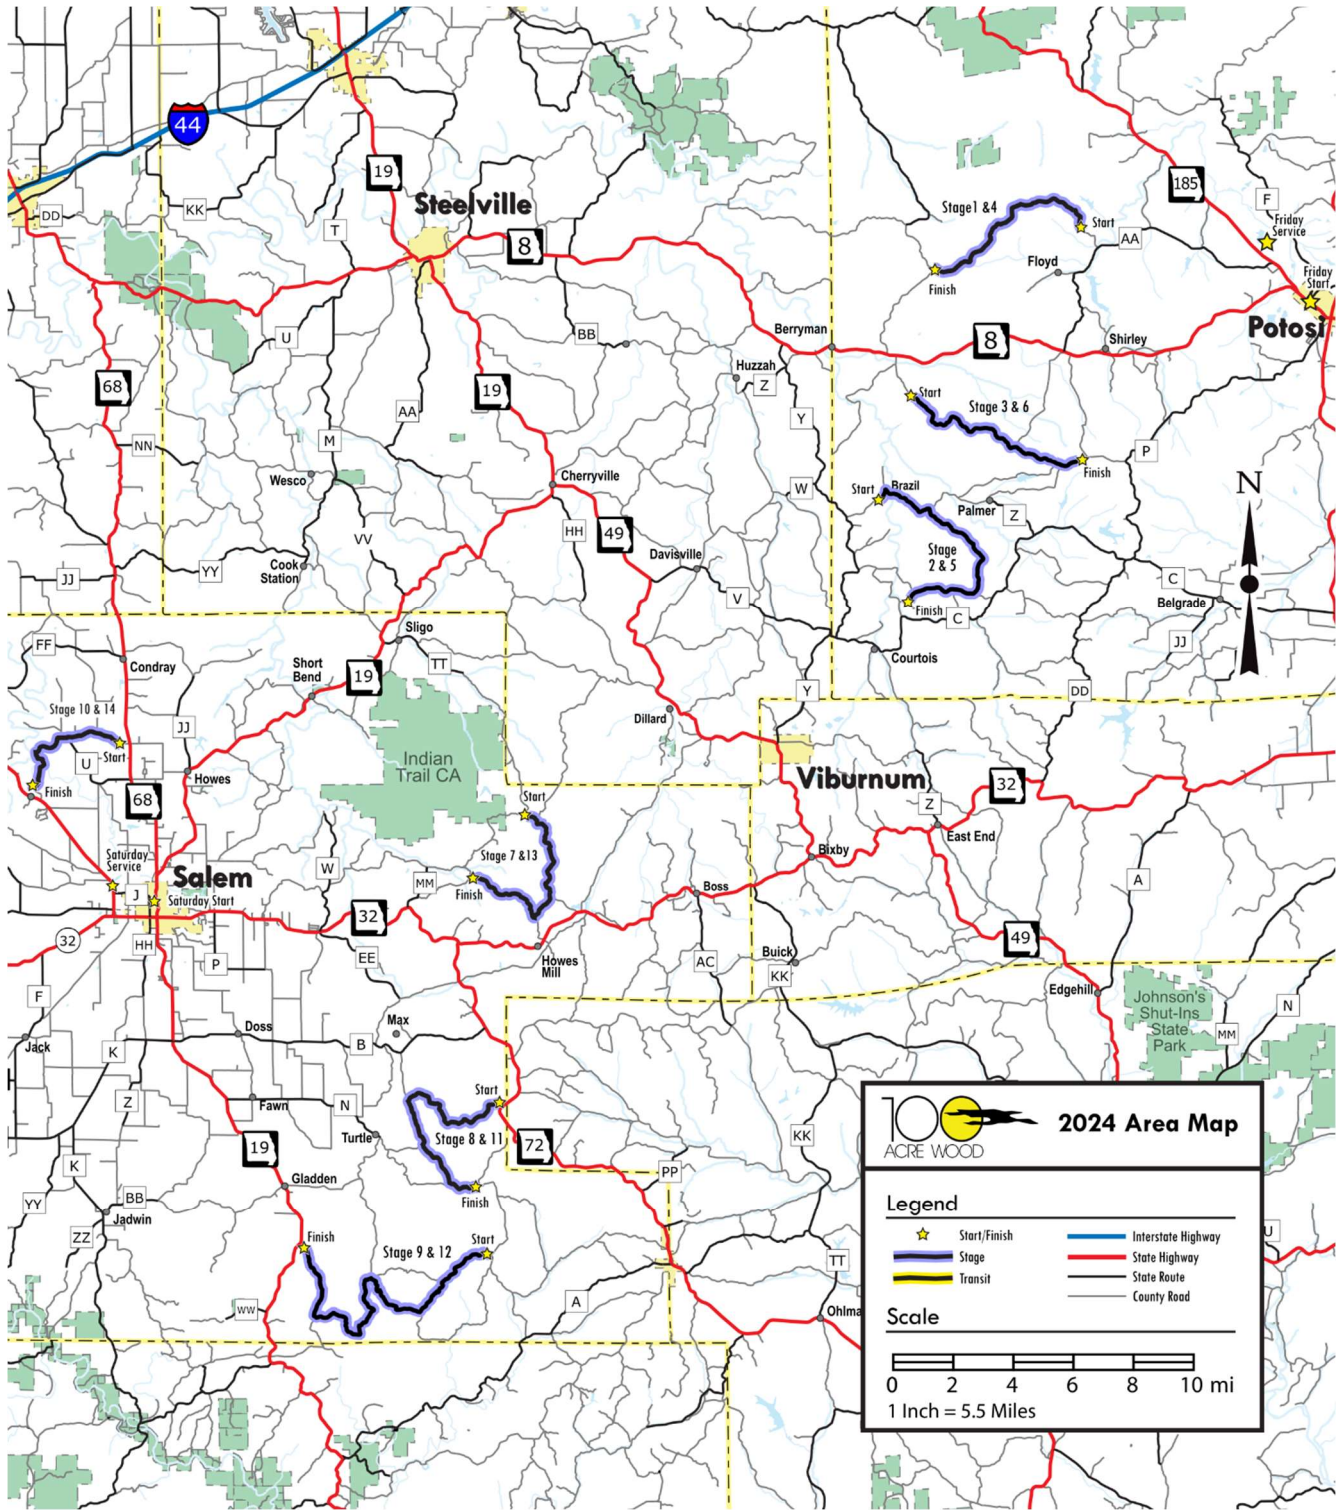 44
19
185
DD
KK
T
Steelville
8
Stage1 &4
Start
F
Friday
Service
AA
Floyd
Finish
Friday
Start
Potosi
U
BB
Berryman
8
Shirley
68
Huzzah
Z
19
Start
Stage 3 & 6
AA
Y
M
NN
P
Finish
Wesco
Cherryville
W
Start
Brazil
Palmer
Z
N
HH
49
VV
Davisville
Stage
2 & 5
Cook
Station
YY
JJ
C
V
Belgrade
Finish
C
Sligo
JJ
FF
TT
Condray
Short
Bend
19
Courtois
Y
DD
Stage 10 & 14
JJ
Dillard
U
Start
Indian
Trail CA
Howes
Viburnum
32
Finish
68
Start
Z
East End
Saturday
Service
Bixby
Stage 7 &13
Salem
W
MM
Finish
Boss
A
J
Saturday Start
32
32
HH
49
P
EE
Howes
Mill
AC
Buick
KK
F
Edgehill
Johnson's
Shut-Ins
State
Park
N
Jack
Doss
Max
B
K
MM
Z
Fawn
N
Start
Turtle
Stage 8 & 11
72
KK
19
K
Gladden
PP
Finish
YY
BB
Jadwin
ZZ
Finish
Stage 9 & 12
Start
TT
U
WW
A
Ohlma
100
ACRE WOOD
2024 Area Map
Legend
Start/Finish
Interstate Highway
Stage
State Highway
Transit
State Route
County Road
Scale
0 2 4 6 8 10 mi
1 Inch = 5.5 Miles